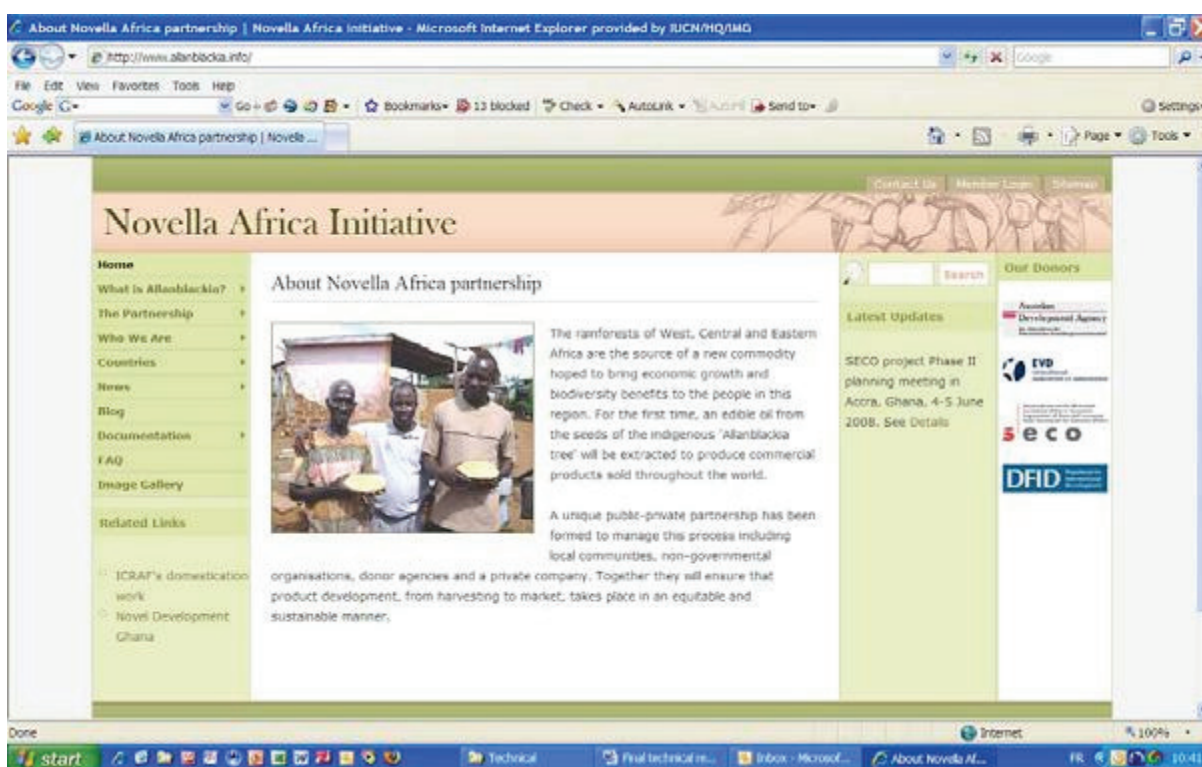 About Novella Africa partnership | Novella Africa Initiative - Microsoft Internet Explorer provided by IUCN/HQ/IMG
http://www.allanblackia.info/
Google
File Edit View Favorites Tools Help
Google G Go Bookmarks 13 blocked Check AutoLink AutoFill Send to Settings
About Novella Africa partnership | Novella ... Page Tools
Contact Us Member Login Sitemap
Novella Africa Initiative
Home
What is Allanblackia?
The Partnership
Who We Are
Countries
News
Blog
Documentation
FAQ
Image Gallery
Related Links
ICRAF's domestication
work
Novel Development
Ghana
About Novella Africa partnership
The rainforests of West, Central and Eastern
Africa are the source of a new commodity
hoped to bring economic growth and
biodiversity benefits to the people in this
region. For the first time, an edible oil from
the seeds of the indigenous 'Allanblackia
tree' will be extracted to produce commercial
products sold throughout the world.
A unique public-private partnership has been
formed to manage this process including
local communities, non-governmental
organisations, donor agencies and a private company. Together they will ensure that
product development, from harvesting to market, takes place in an equitable and
sustainable manner.
Search
Latest Updates
SECO project Phase II
planning meeting in
Accra, Ghana, 4-5 June
2008. See Details
Our Donors
Development Agency
EVD
seco
DFID
Done Internet 100%
start Technical Final technical re... Inbox - Microsof... About Novella Af... FR 10:41